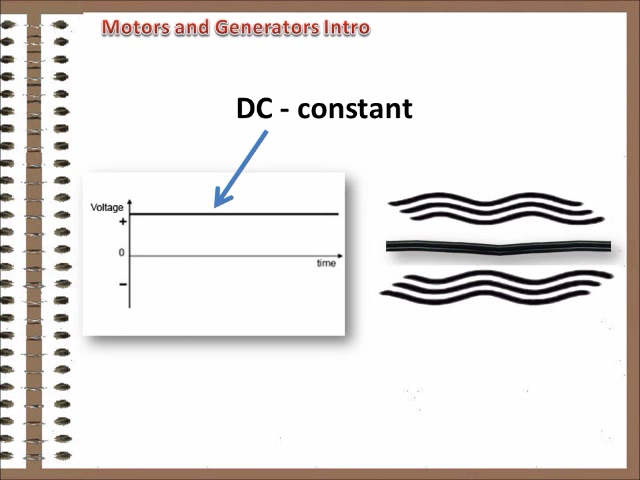 Motors and Generators Intro
DC - constant
Voltage
+
0
time
−